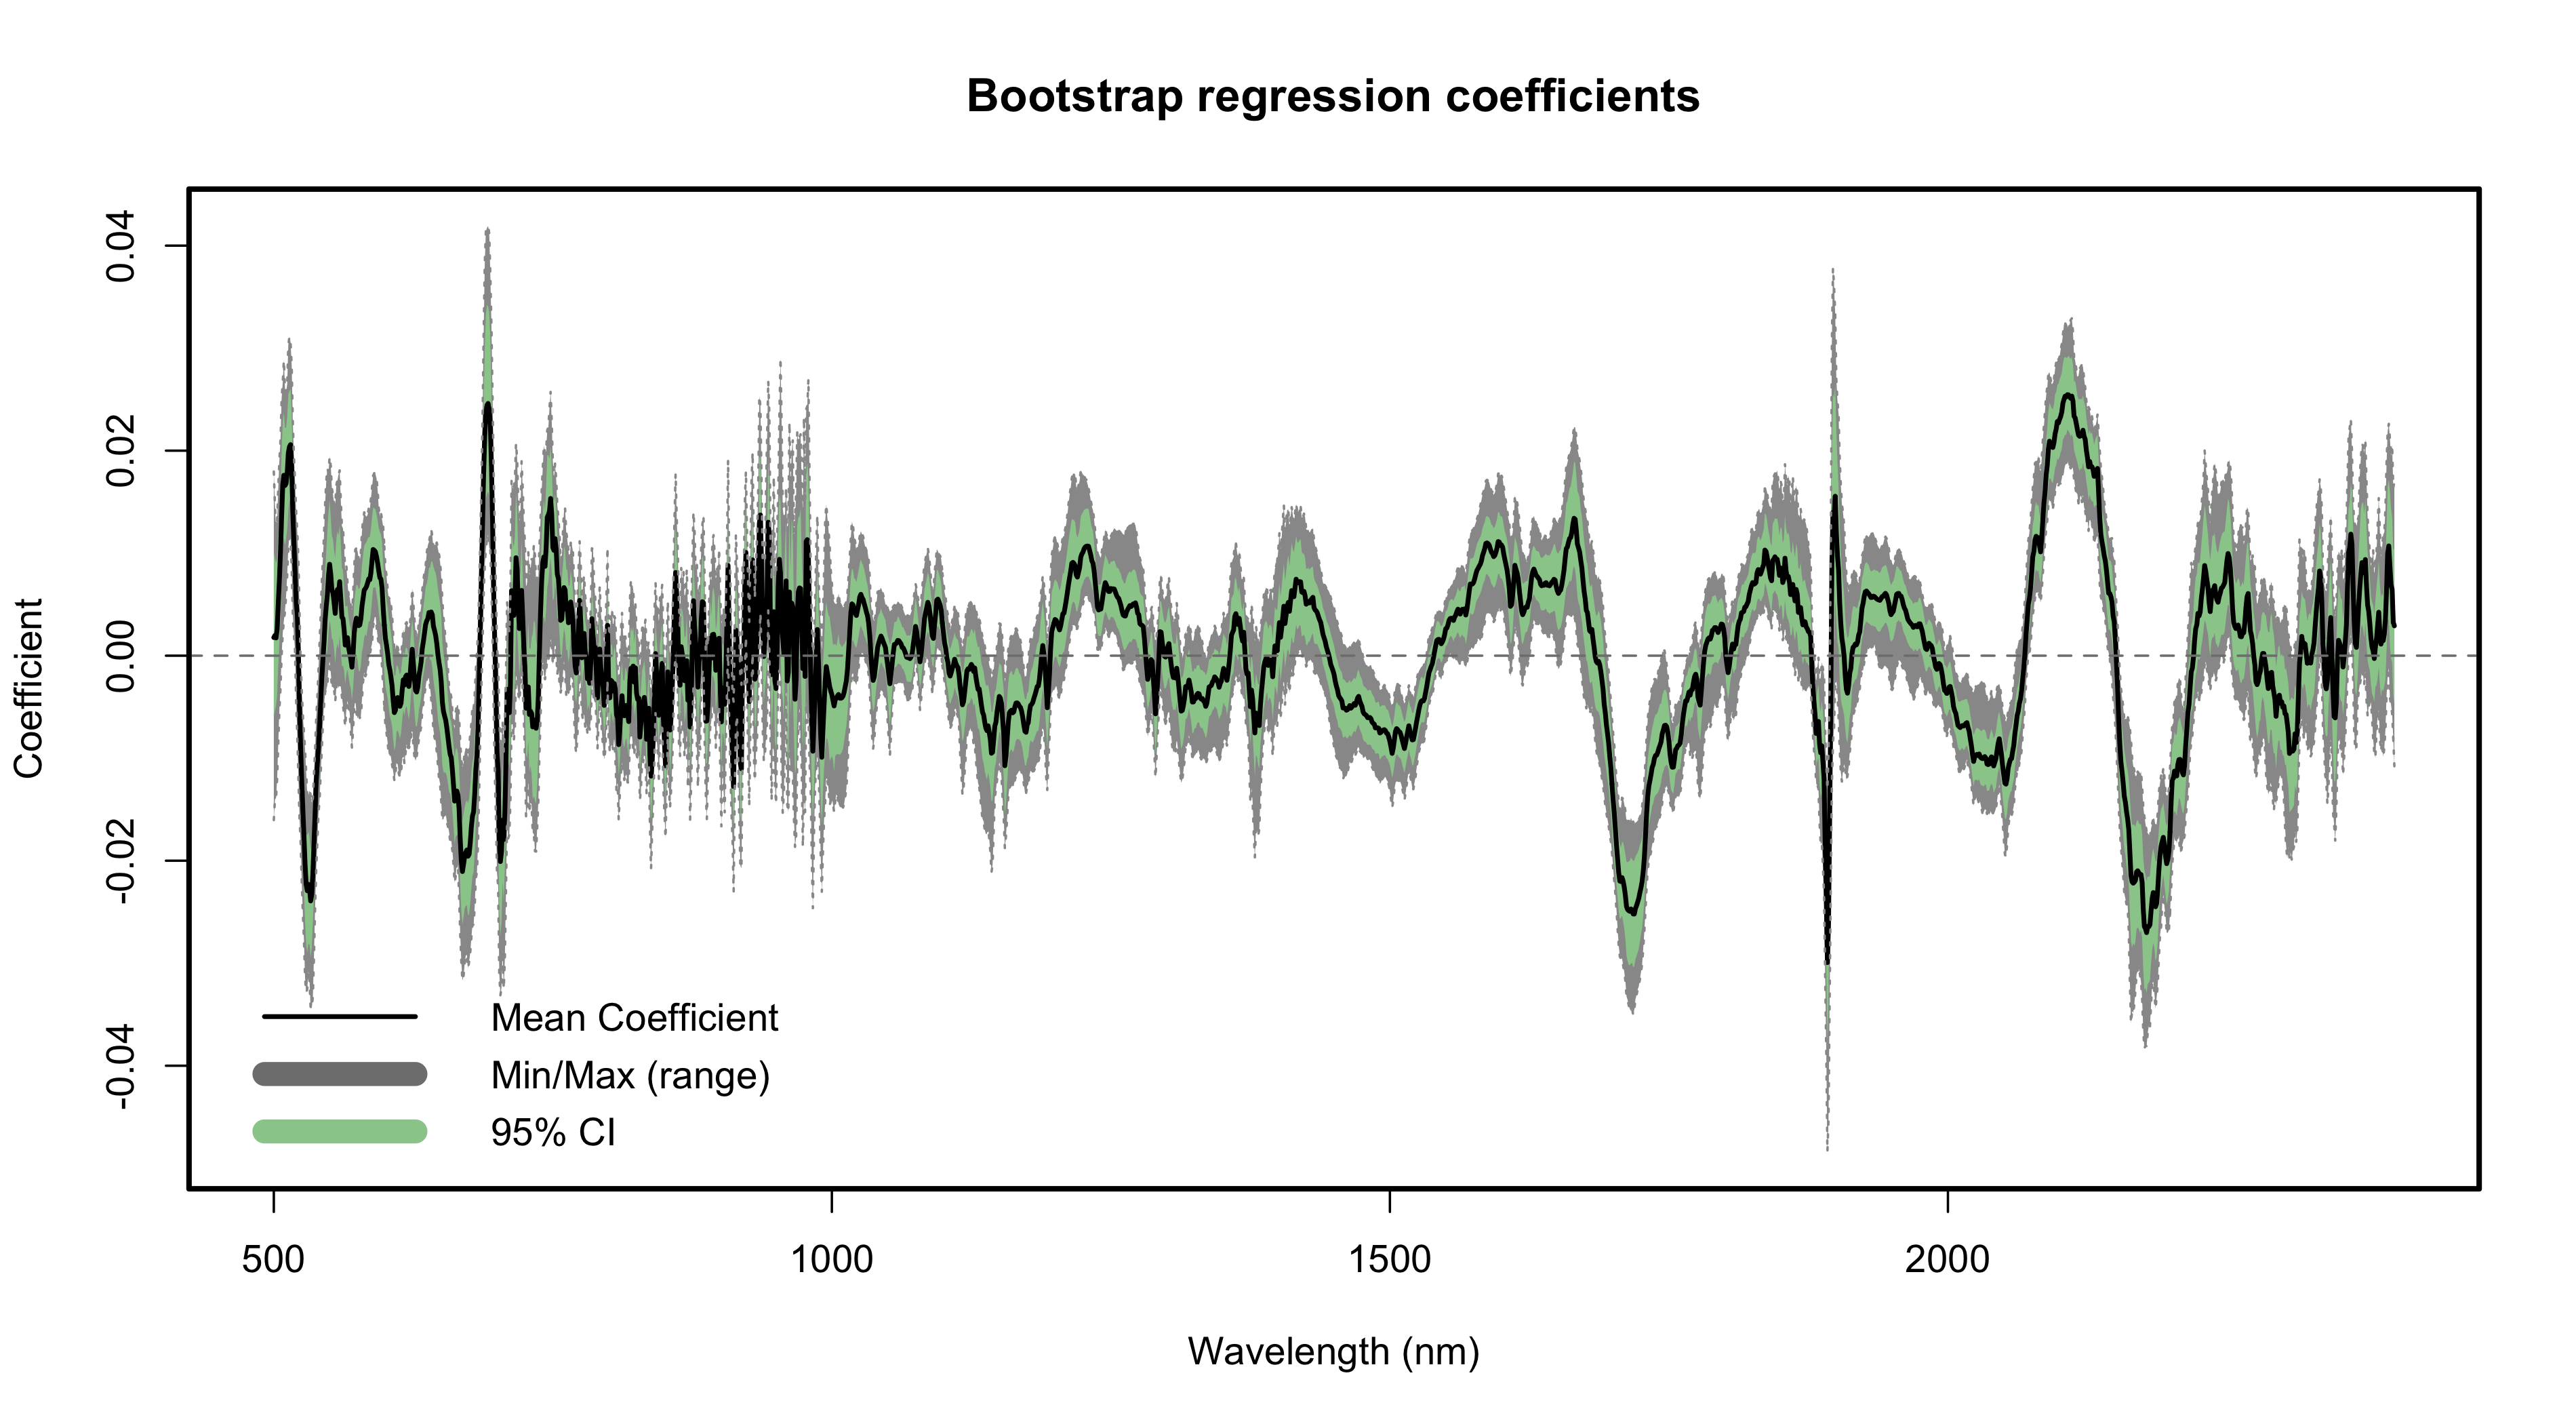 Bootstrap regression coefficients
Coefficient
0.04
0.02
0.00
-0.02
-0.04
Mean Coefficient
Min/Max (range)
95% CI
500
1000
1500
2000
Wavelength (nm)